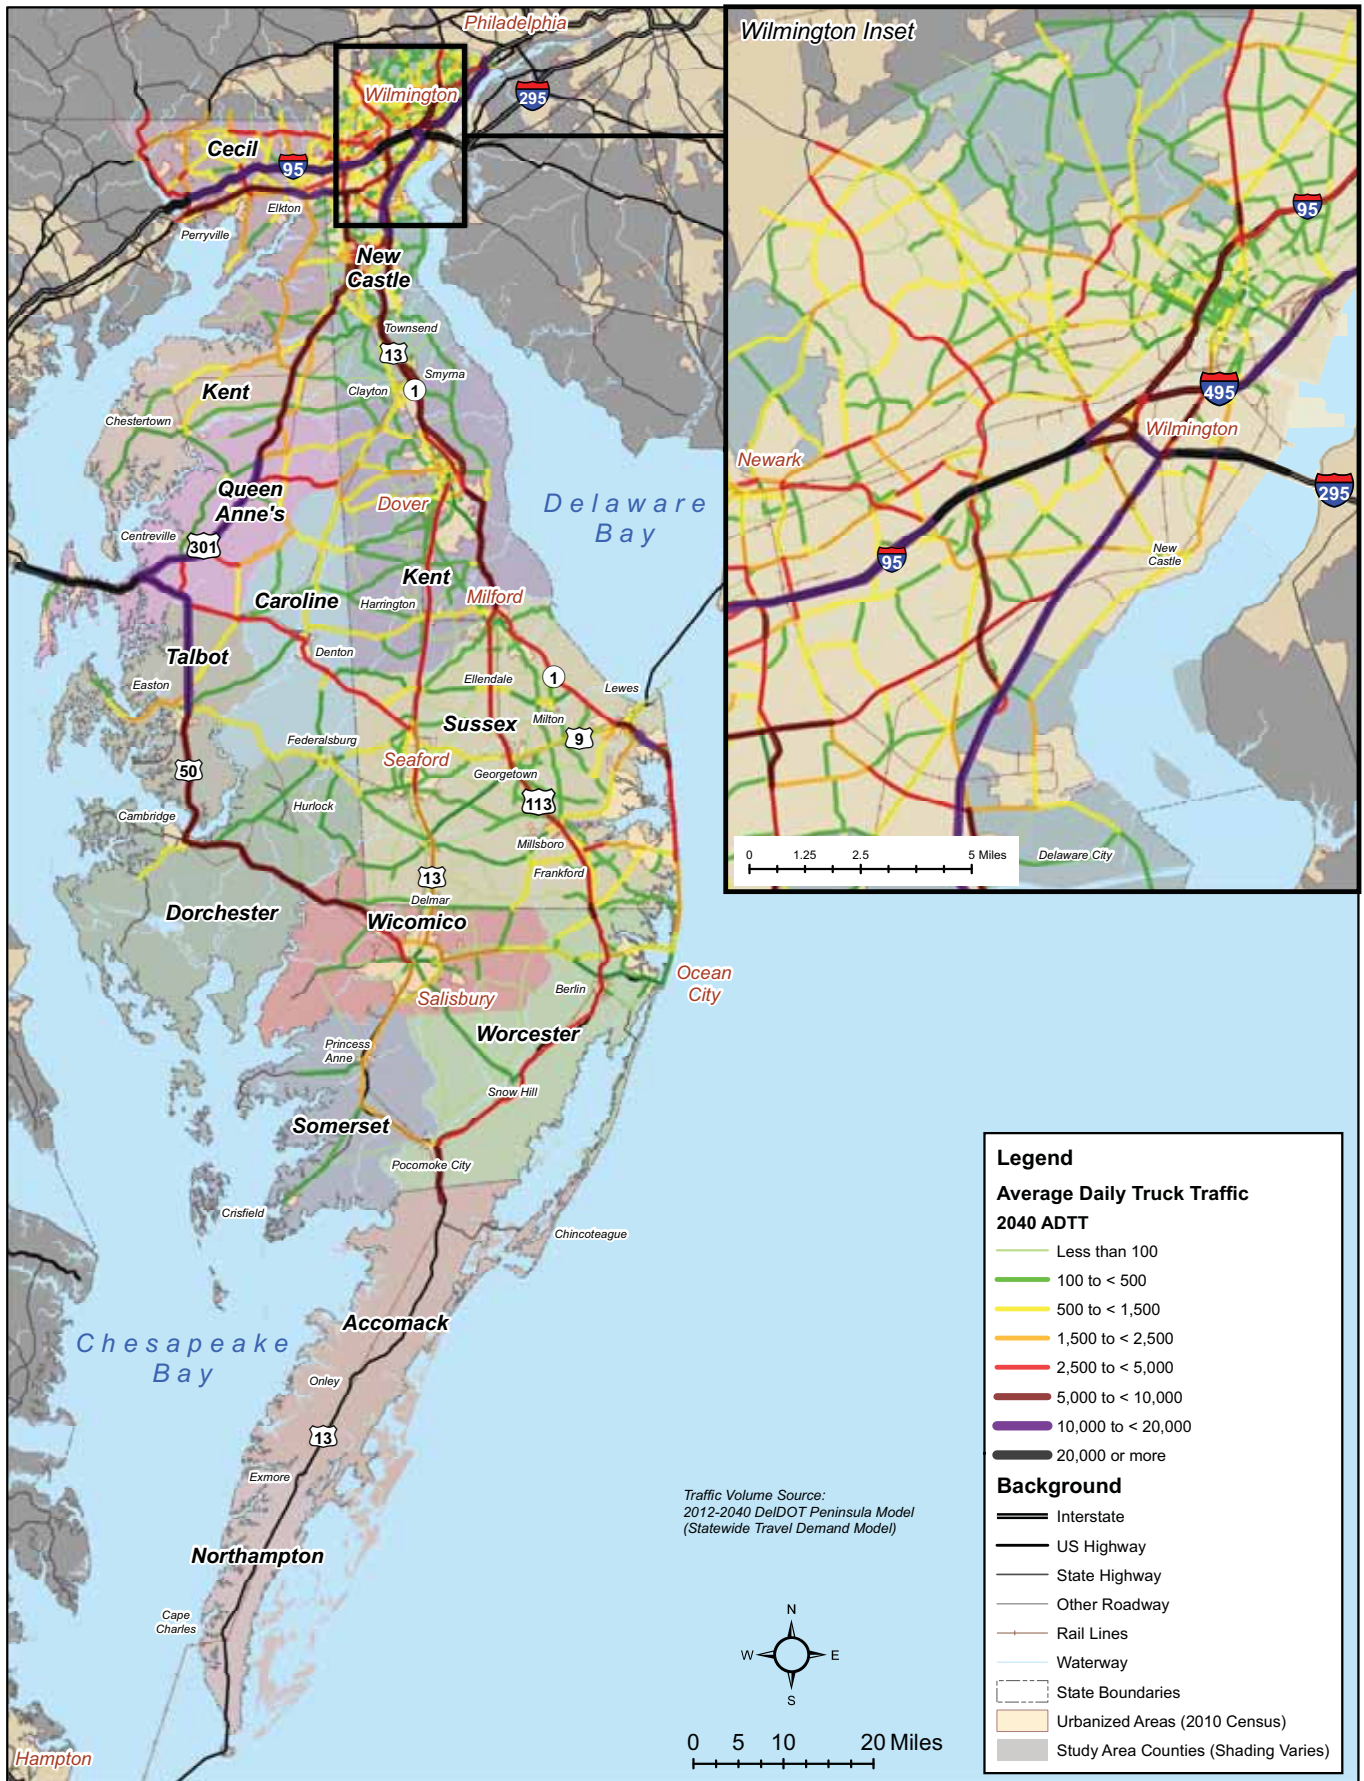 Philadelphia
Wilmington
295
Cecil
95
Elkton
Perryville
New
Castle
Townsend
13
Smyrna
Clayton
1
Kent
Chestertown
Queen
Anne's
Dover
Delaware
Bay
Centreville
301
Kent
Caroline
Harrington
Milford
Denton
Talbot
Easton
Ellendale
1
Lewes
Sussex
Milton
9
Federalsburg
Seaford
Georgetown
50
113
Hurlock
Cambridge
Millsboro
Frankford
13
Delmar
Dorchester
Wicomico
Ocean
City
Berlin
Salisbury
Worcester
Princess
Anne
Snow Hill
Somerset
Pocomoke City
Crisfield
Chincoteague
Accomack
Chesapeake
Bay
Onley
13
Exmore
Northampton
Cape
Charles
Hampton
Wilmington Inset
95
495
Wilmington
Newark
295
95
New
Castle
Delaware City
0 1.25 2.5 5 Miles
Traffic Volume Source:
2012-2040 DelDOT Peninsula Model
(Statewide Travel Demand Model)
N
W E
S
0 5 10 20 Miles
Legend
Average Daily Truck Traffic
2040 ADTT
Less than 100
100 to < 500
500 to < 1,500
1,500 to < 2,500
2,500 to < 5,000
5,000 to < 10,000
10,000 to < 20,000
20,000 or more
Background
Interstate
US Highway
State Highway
Other Roadway
Rail Lines
Waterway
State Boundaries
Urbanized Areas (2010 Census)
Study Area Counties (Shading Varies)